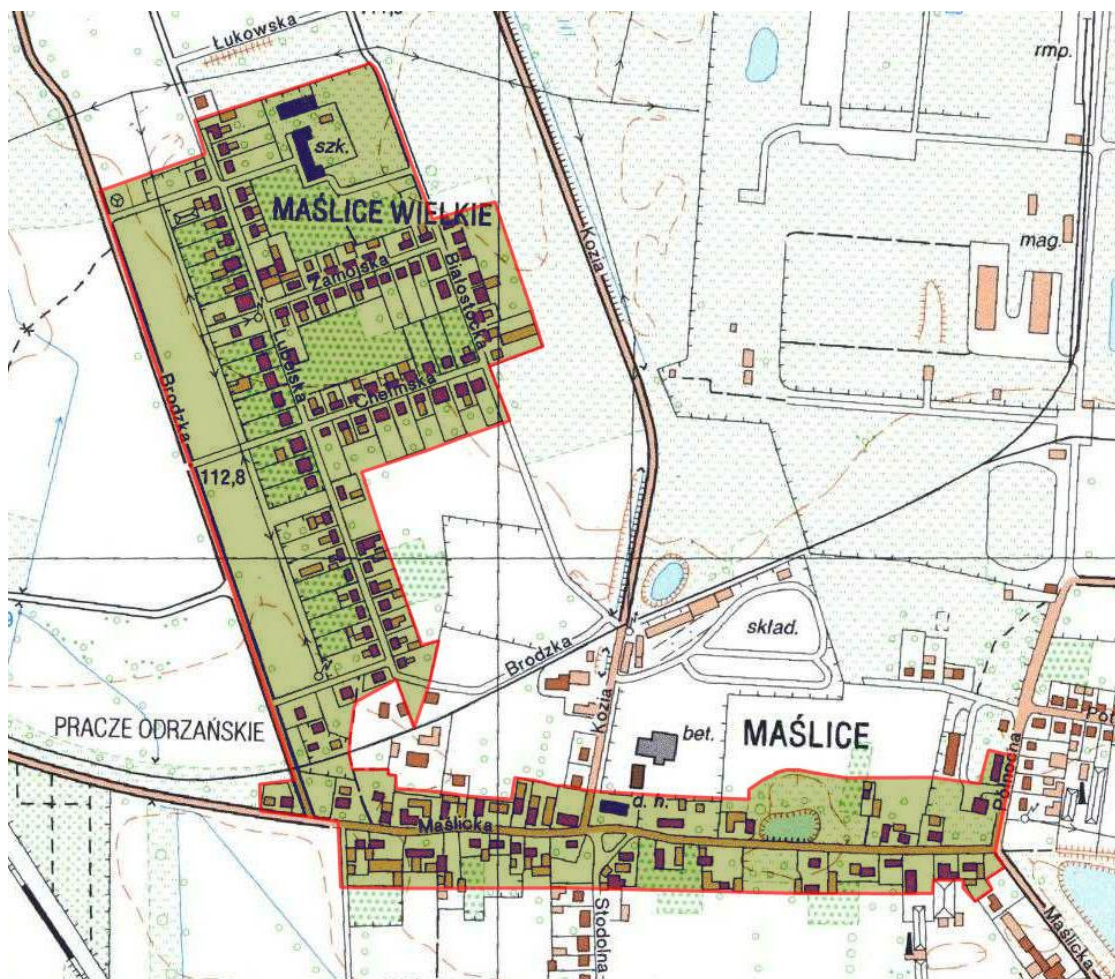 Łukowska
rmp.
szk.
MAŚLICE WIELKIE
Kozia
mag.
Zamojska
Białostocka
Lubelska
Chełmska
Brodzka
112,8
skład.
Brodzka
PRACZE ODRZAŃSKIE
Kozia
bet.
MAŚLICE
Północna
d. h.
Maślicka
Stodolna
Maślicka